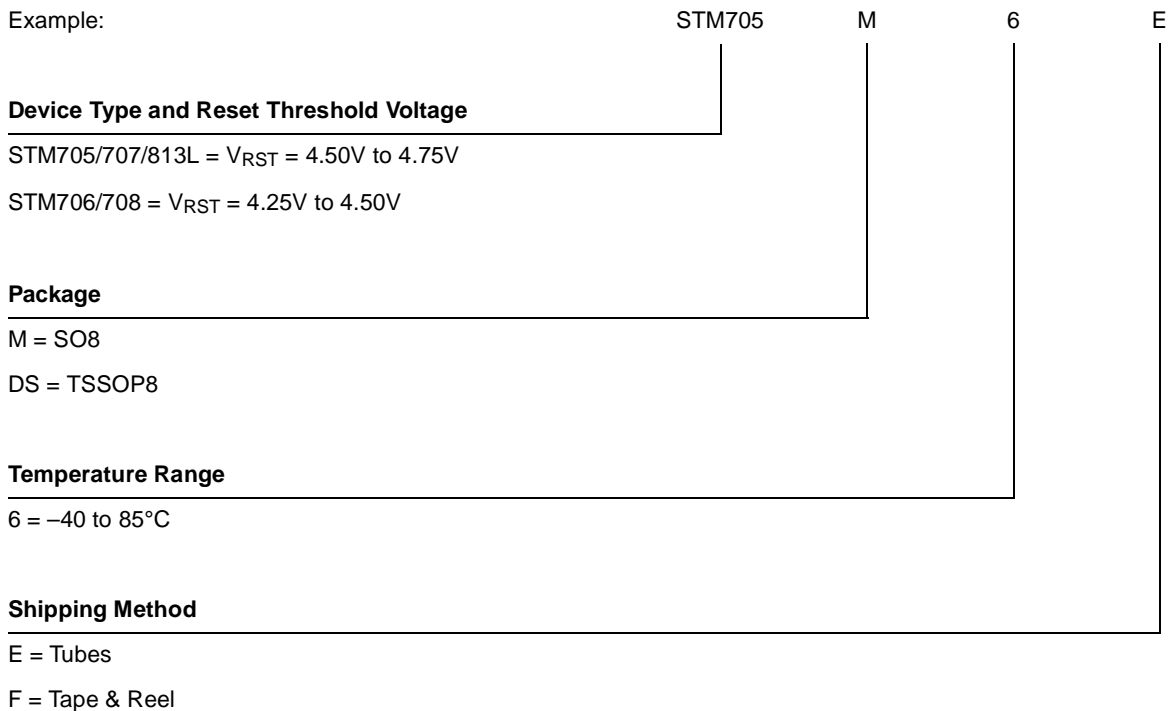 Example: STM705 M 6 E
Device Type and Reset Threshold Voltage
STM705/707/813L = VRST = 4.50V to 4.75V
STM706/708 = VRST = 4.25V to 4.50V
Package
M = SO8
DS = TSSOP8
Temperature Range
6 = –40 to 85°C
Shipping Method
E = Tubes
F = Tape & Reel